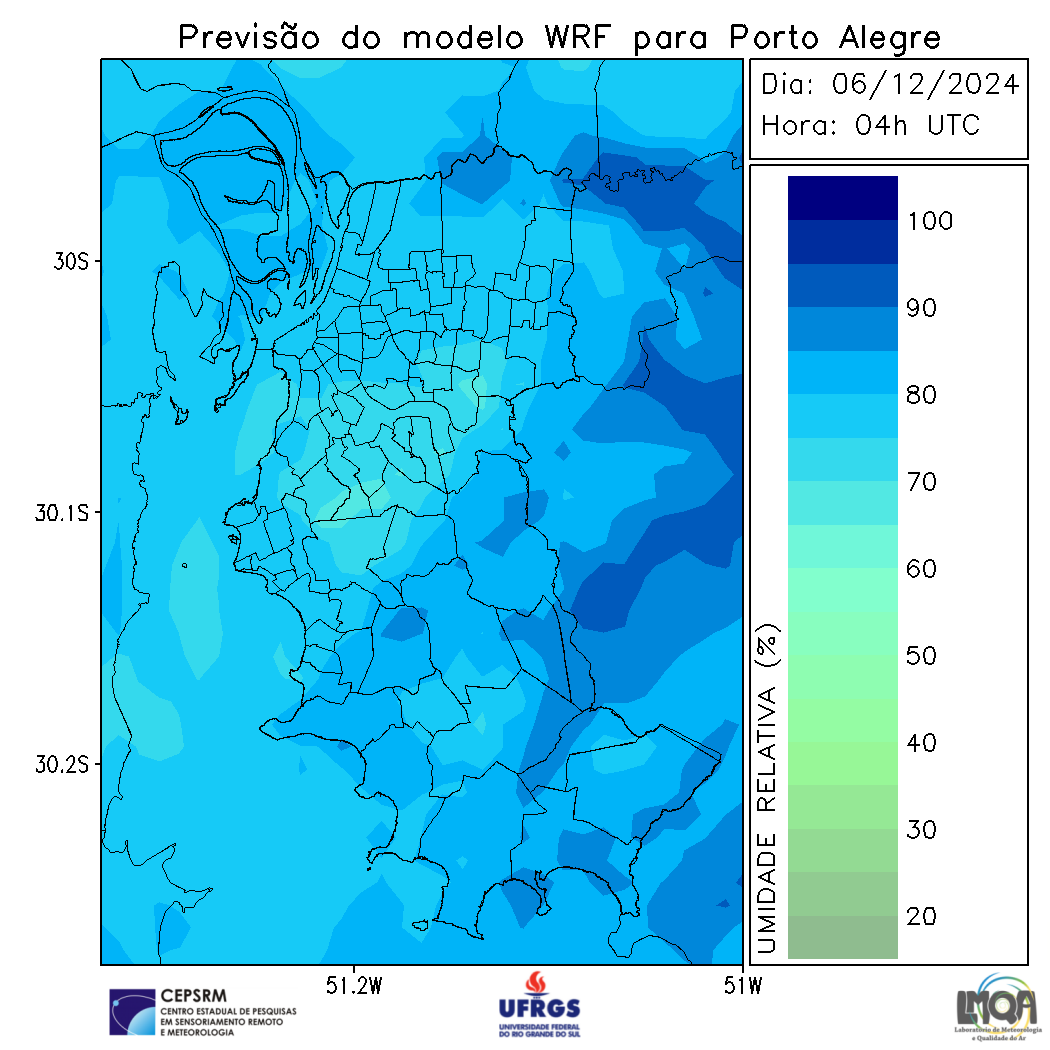 Previsão do modelo WRF para Porto Alegre
Dia: 06/12/2024
Hora: 04h UTC
30S
30.1S
30.2S
51.2W
51W
100
90
80
70
60
50
40
30
20
UMIDADE RELATIVA (%)
CEPSRM
CENTRO ESTADUAL DE PESQUISAS
EM SENSORIAMENTO REMOTO
E METEOROLOGIA
UFRGS
UNIVERSIDADE FEDERAL
DO RIO GRANDE DO SUL
LMQA
Laboratório de Meteorologia
e Qualidade do Ar